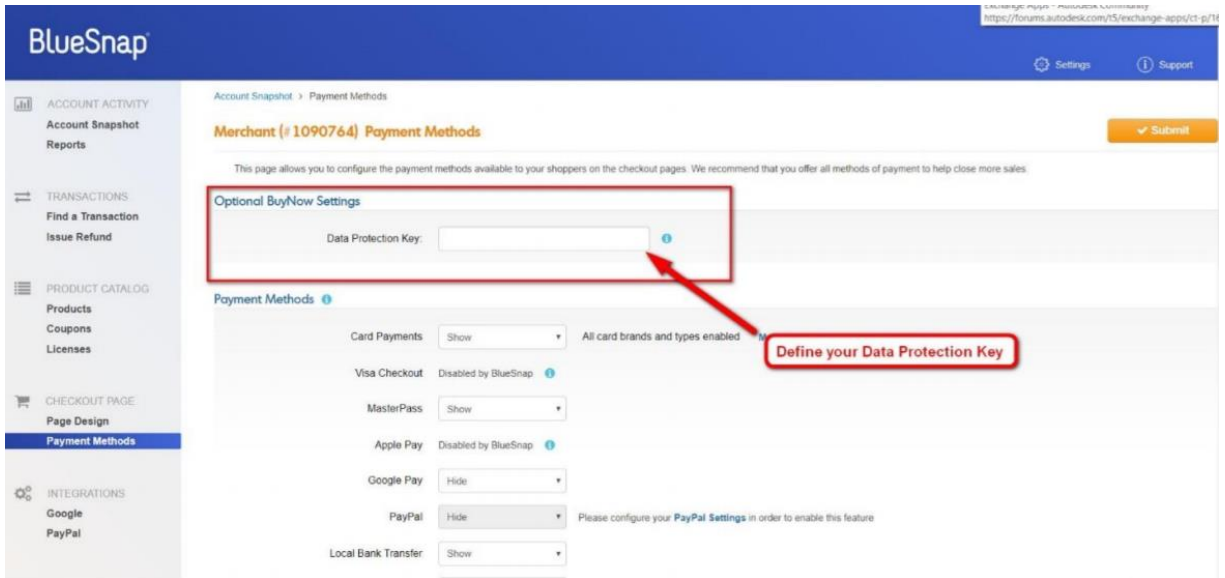 Exchange Apps - Autodesk Community
https://forums.autodesk.com/t5/exchange-apps/ct-p/16
BlueSnap
Settings
Support
ACCOUNT ACTIVITY
Account Snapshot
Reports
TRANSACTIONS
Find a Transaction
Issue Refund
PRODUCT CATALOG
Products
Coupons
Licenses
CHECKOUT PAGE
Page Design
Payment Methods
INTEGRATIONS
Google
PayPal
Account Snapshot > Payment Methods
Merchant (#1090764) Payment Methods
Submit
This page allows you to configure the payment methods available to your shoppers on the checkout pages. We recommend that you offer all methods of payment to help close more sales
Optional BuyNow Settings
Data Protection Key:
Payment Methods
Card Payments Show All card brands and types enabled
Define your Data Protection Key
Visa Checkout Disabled by BlueSnap
MasterPass Show
Apple Pay Disabled by BlueSnap
Google Pay Hide
PayPal Hide Please configure your PayPal Settings in order to enable this feature
Local Bank Transfer Show